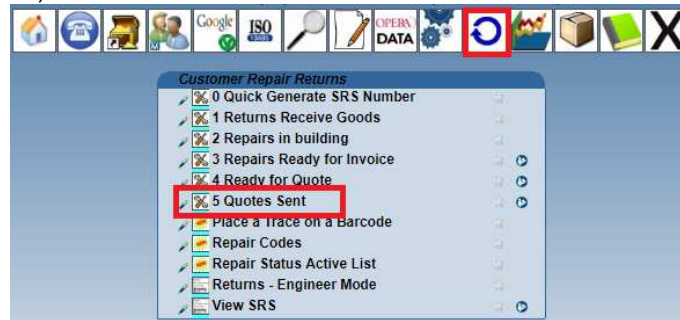 Google ISO OPERA DATA X
Customer Repair Returns
0 Quick Generate SRS Number
1 Returns Receive Goods
2 Repairs in building
3 Repairs Ready for Invoice
4 Ready for Quote
5 Quotes Sent
Place a Trace on a Barcode
Repair Codes
Repair Status Active List
Returns - Engineer Mode
View SRS